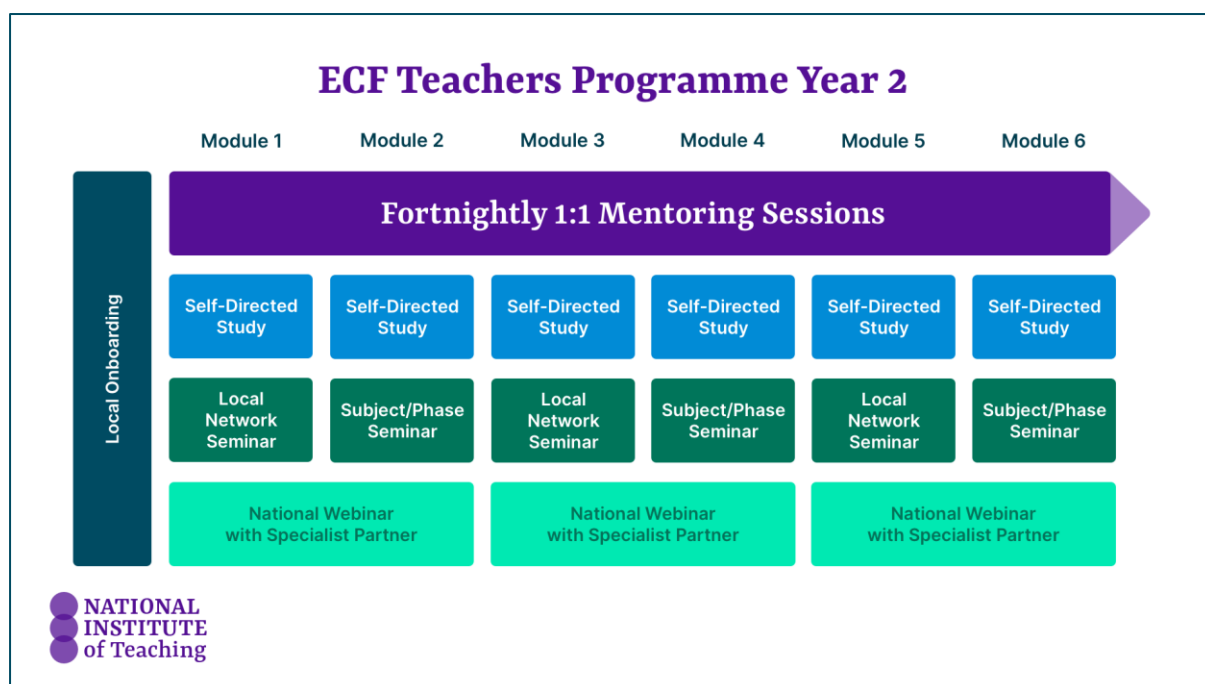 ECF Teachers Programme Year 2
Module 1
Module 2
Module 3
Module 4
Module 5
Module 6
Local Onboarding
Fortnightly 1:1 Mentoring Sessions
Self-Directed
Study
Self-Directed
Study
Self-Directed
Study
Self-Directed
Study
Self-Directed
Study
Self-Directed
Study
Local
Network
Seminar
Subject/Phase
Seminar
Local
Network
Seminar
Subject/Phase
Seminar
Local
Network
Seminar
Subject/Phase
Seminar
National Webinar
with Specialist Partner
National Webinar
with Specialist Partner
National Webinar
with Specialist Partner
NATIONAL
INSTITUTE
of Teaching